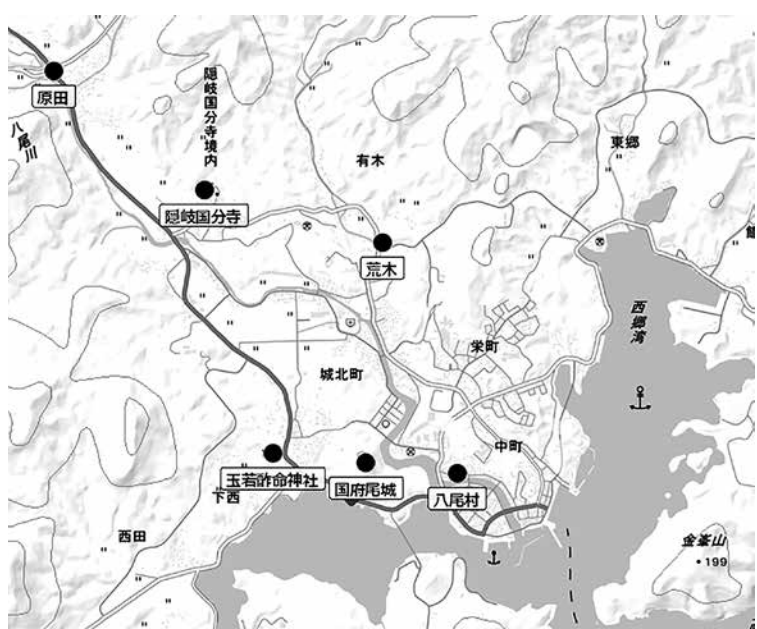 原田
八尾川
隠岐国分寺境内
隠岐国分寺
有木
東郷
荒木
西郷湾
栄町
城北町
中町
玉若酢命神社
国府尾城
八尾村
下西
西田
金峯山
199